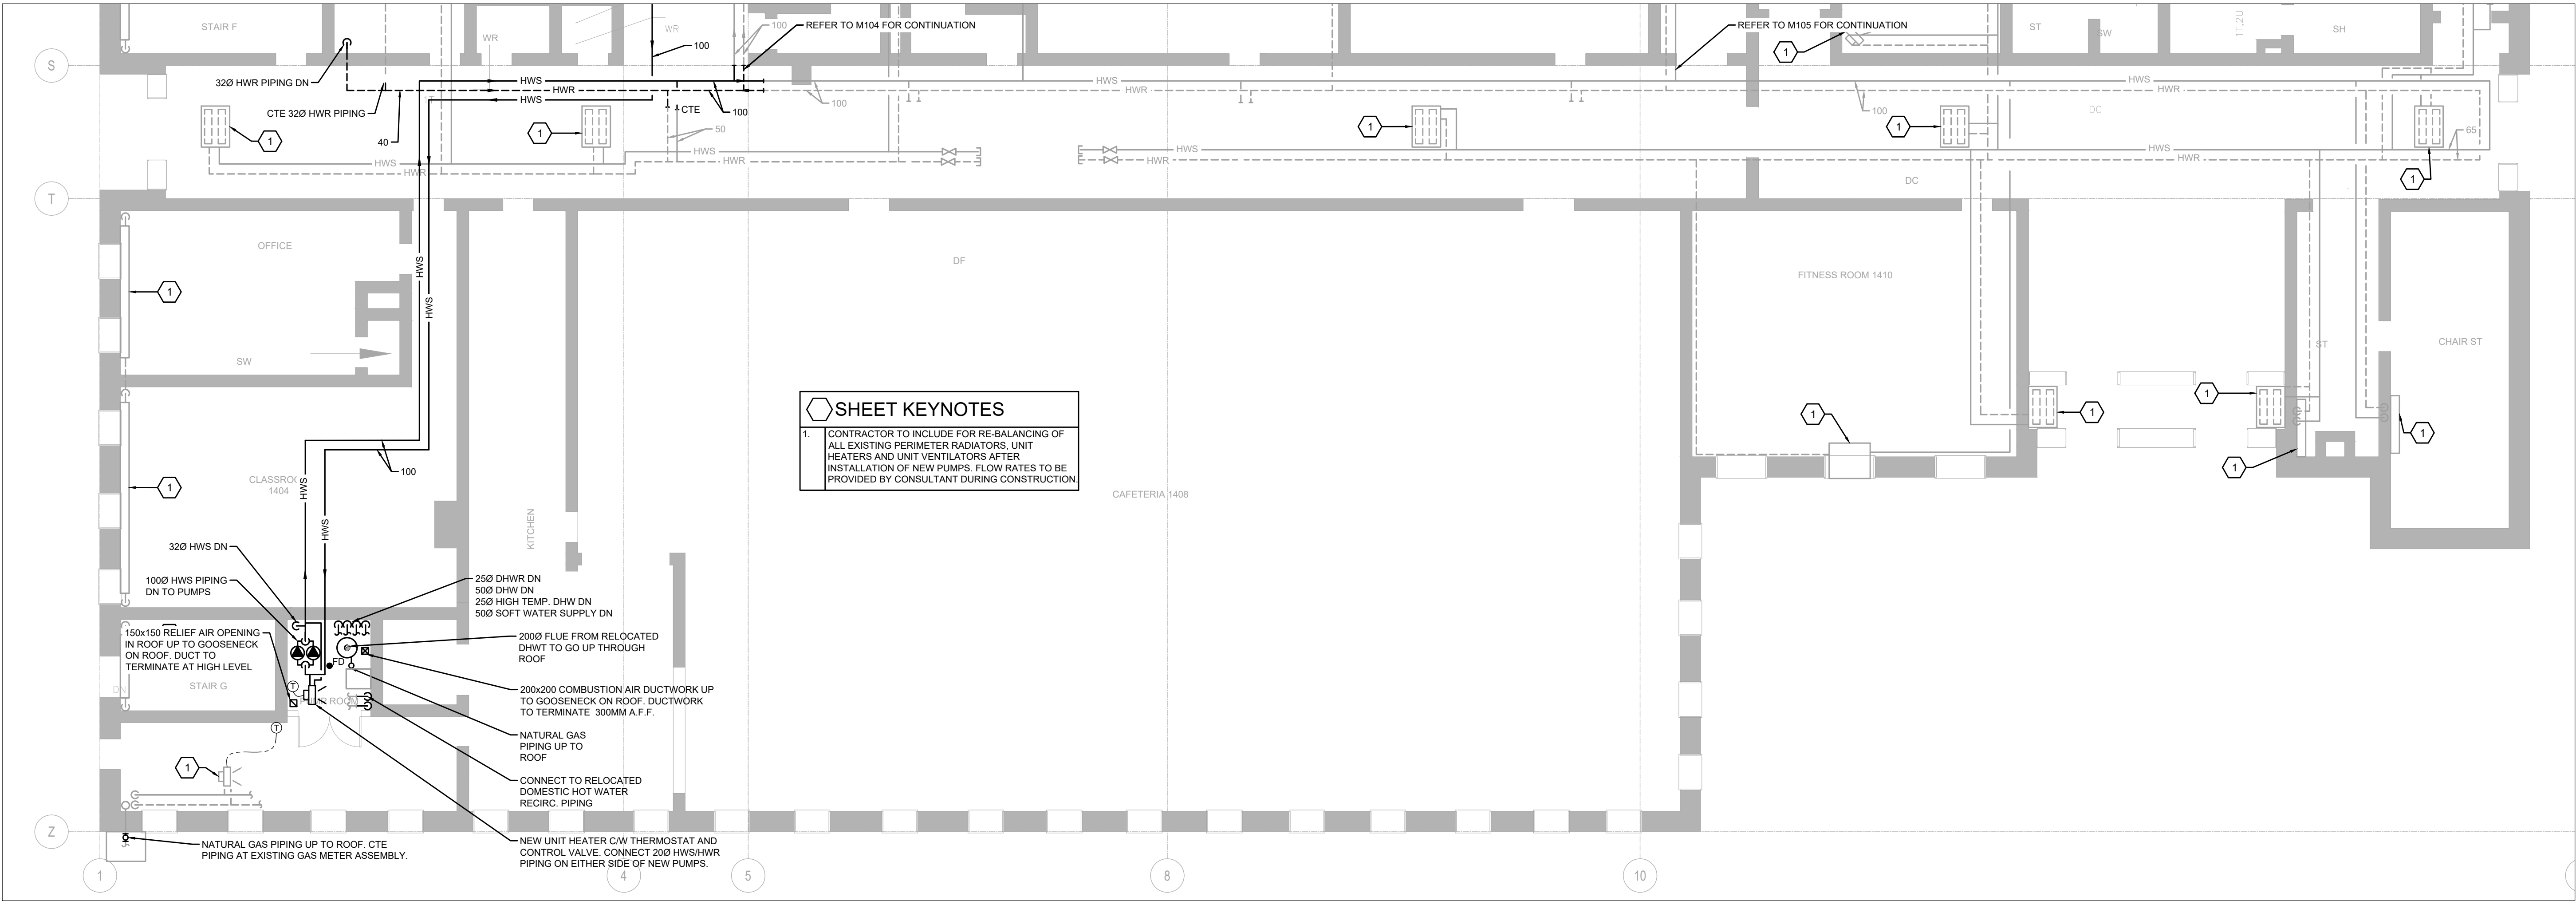 STAIR F
WR
WR
100
REFER TO M104 FOR CONTINUATION
REFER TO M105 FOR CONTINUATION
1
ST
SW
1T,2U
SH
S
100
32Ø HWR PIPING DN
HWS
HWR
HWS
HWS
HWR
HWS
HWR
CTE 32Ø HWR PIPING
CTE
100
100
100
DC
40
1
1
50
1
1
65
HWS
HWR
HWS
HWR
HWS
HWR
1
T
DC
OFFICE
HWS
DF
FITNESS ROOM 1410
1
HWS
SW
ST
CHAIR ST
SHEET KEYNOTES
1. CONTRACTOR TO INCLUDE FOR RE-BALANCING OF
ALL EXISTING PERIMETER RADIATORS, UNIT
HEATERS AND UNIT VENTILATORS AFTER
INSTALLATION OF NEW PUMPS. FLOW RATES TO BE
PROVIDED BY CONSULTANT DURING CONSTRUCTION.
1
1
1
1
1
100
CLASSROO
1404
HWS
1
CAFETERIA 1408
HWS
KITCHEN
32Ø HWS DN
100Ø HWS PIPING
DN TO PUMPS
25Ø DHWR DN
50Ø DHW DN
25Ø HIGH TEMP. DHW DN
50Ø SOFT WATER SUPPLY DN
150x150 RELIEF AIR OPENING
IN ROOF UP TO GOOSENECK
ON ROOF. DUCT TO
TERMINATE AT HIGH LEVEL
200Ø FLUE FROM RELOCATED
DHWT TO GO UP THROUGH
ROOF
FD
DN
STAIR G
T
ROOM
200x200 COMBUSTION AIR DUCTWORK UP
TO GOOSENECK ON ROOF. DUCTWORK
TO TERMINATE 300MM A.F.F.
T
NATURAL GAS
PIPING UP TO
ROOF
1
CONNECT TO RELOCATED
DOMESTIC HOT WATER
RECIRC. PIPING
Z
NATURAL GAS PIPING UP TO ROOF. CTE
PIPING AT EXISTING GAS METER ASSEMBLY.
NEW UNIT HEATER C/W THERMOSTAT AND
CONTROL VALVE. CONNECT 20Ø HWS/HWR
PIPING ON EITHER SIDE OF NEW PUMPS.
1
4
5
8
10